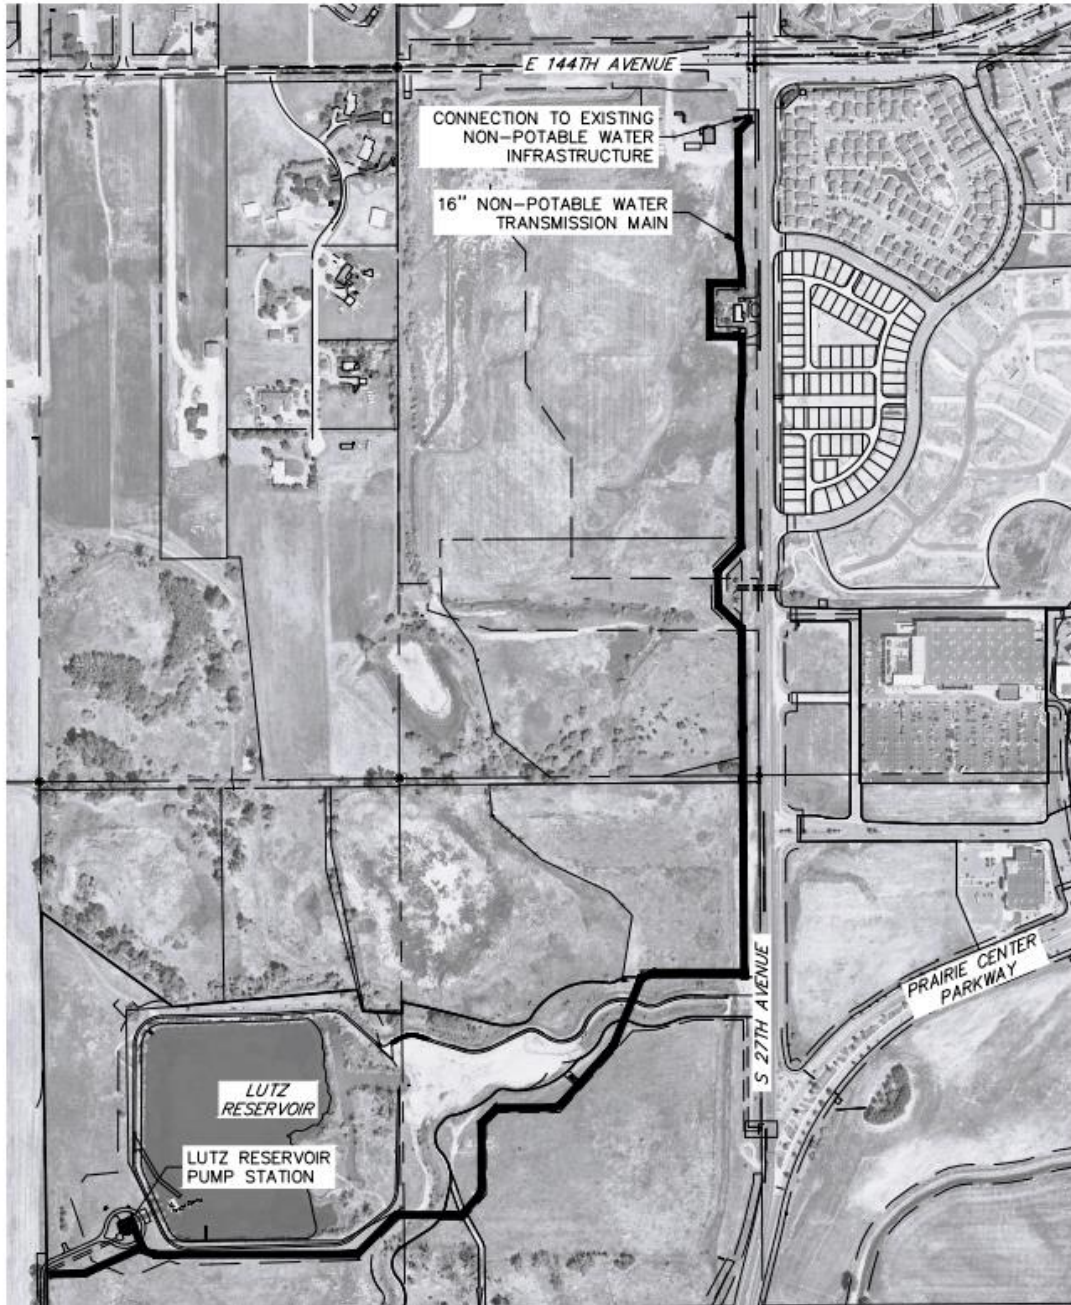 E 144TH AVENUE
CONNECTION TO EXISTING
NON-POTABLE WATER
INFRASTRUCTURE
16" NON-POTABLE WATER
TRANSMISSION MAIN
PRAIRIE CENTER
PARKWAY
S 27TH AVENUE
LUTZ
RESERVOIR
LUTZ RESERVOIR
PUMP STATION